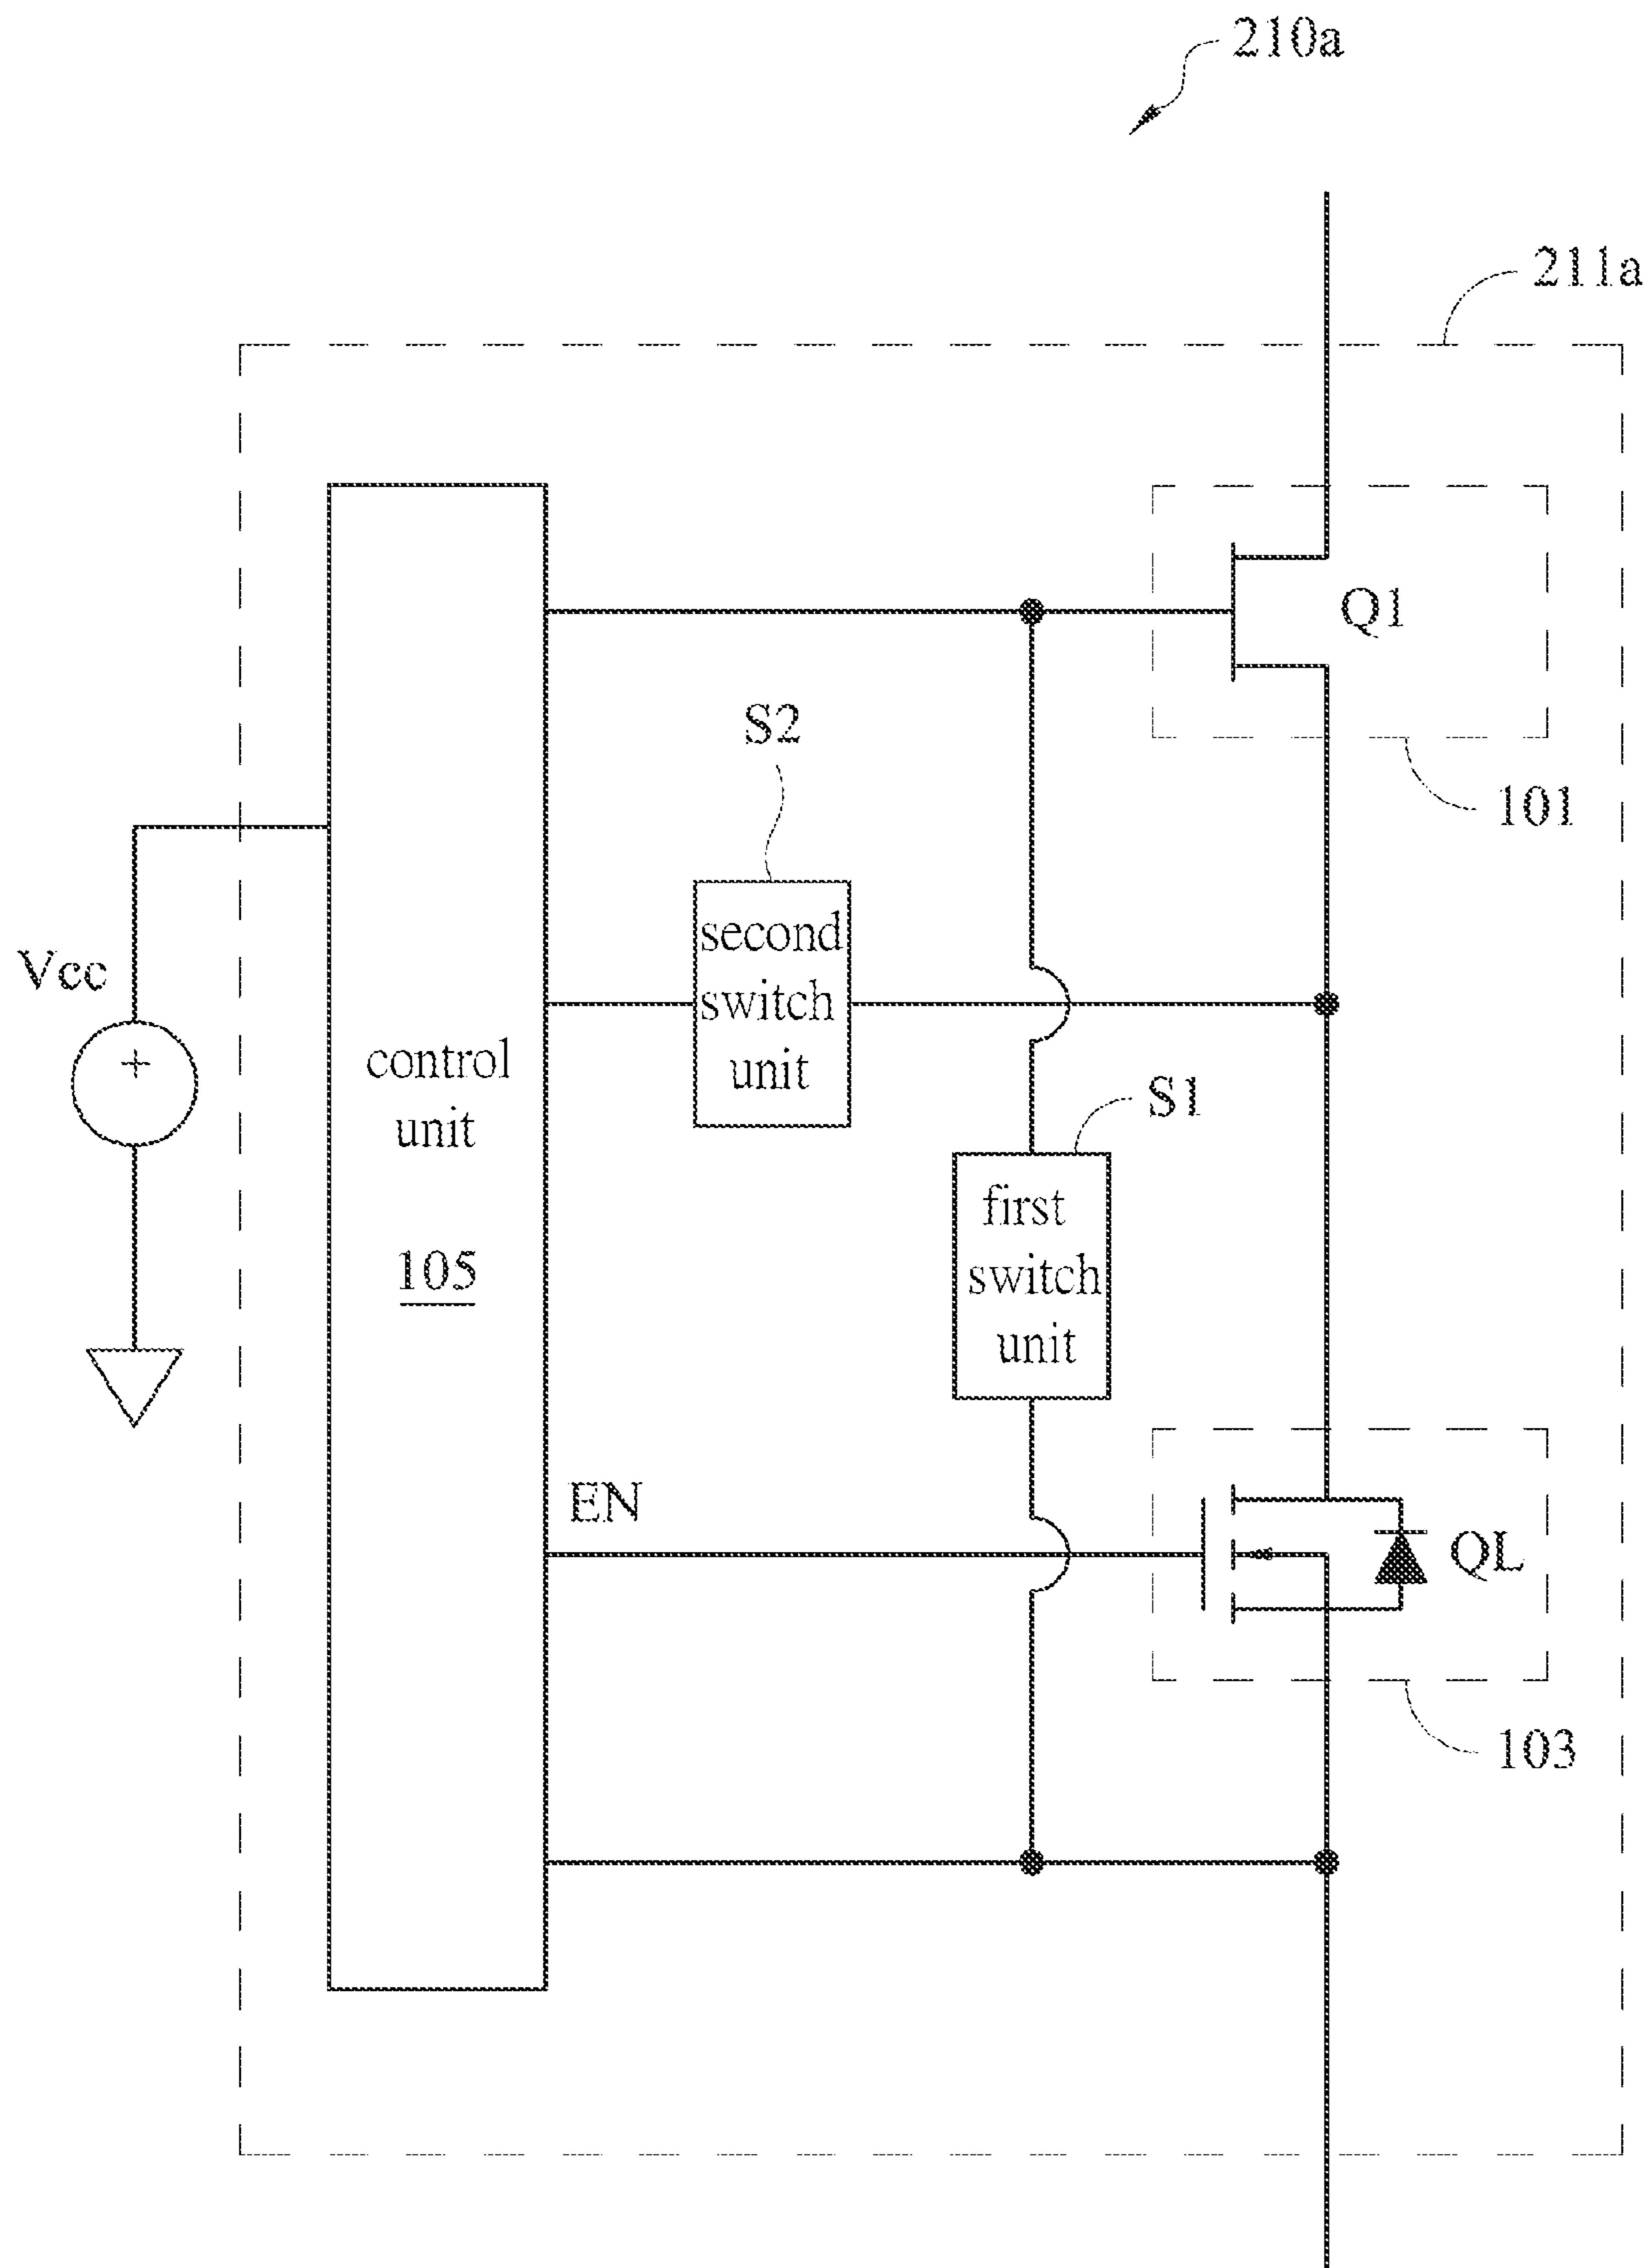 210a
211a
Q1
S2
101
second
switch
unit
Vcc
+
control
unit
S1
first
switch
unit
105
EN
QL
103